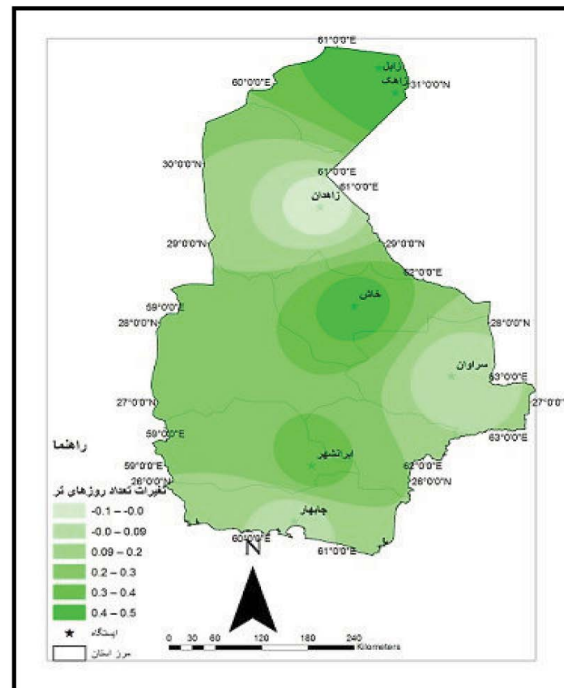 61°0'0"E
زابل
زاهک
60°0'0"E
31°0'0"N
30°0'0"N
61°0'0"E
61°0'0"E
زاهدان
29°0'0"N
29°0'0"N
62°0'0"E
خاش
59°0'0"E
28°0'0"N
28°0'0"N
سراوان
63°0'0"E
27°0'0"N
27°0'0"N
59°0'0"E
63°0'0"E
راهنما
ایرانشهر
59°0'0"E
62°0'0"E
26°0'0"N
26°0'0"N
تغیرات تعداد روزهای تر
-0.1 – -0.0
چابهار
-0.0 – 0.09
60°0'0"E
61°0'0"E
0.09 – 0.2
N
0.2 – 0.3
0.3 – 0.4
0.4 – 0.5
ایستگاه
مرز استان
0 30 60 120 180 240
Kilometers